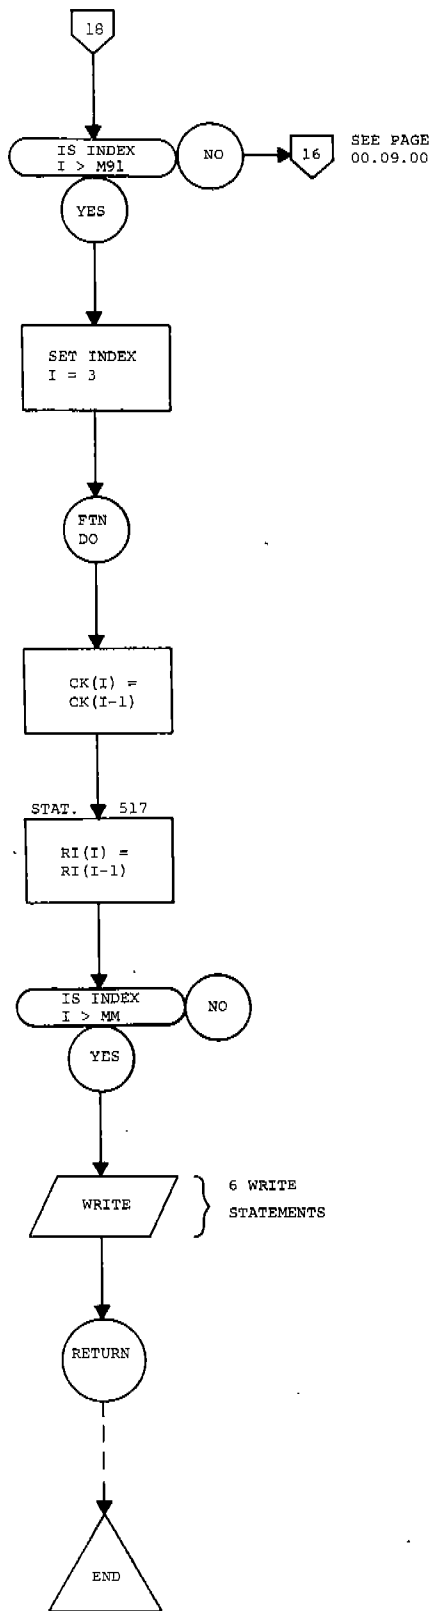 18
IS INDEX
I > M91
NO
16
SEE PAGE
00.09.00
YES
SET INDEX
I = 3
FTN
DO
CK(I) =
CK(I-1)
STAT. 517
RI(I) =
RI(I-1)
IS INDEX
I > MM
NO
YES
WRITE
6 WRITE
STATEMENTS
RETURN
END